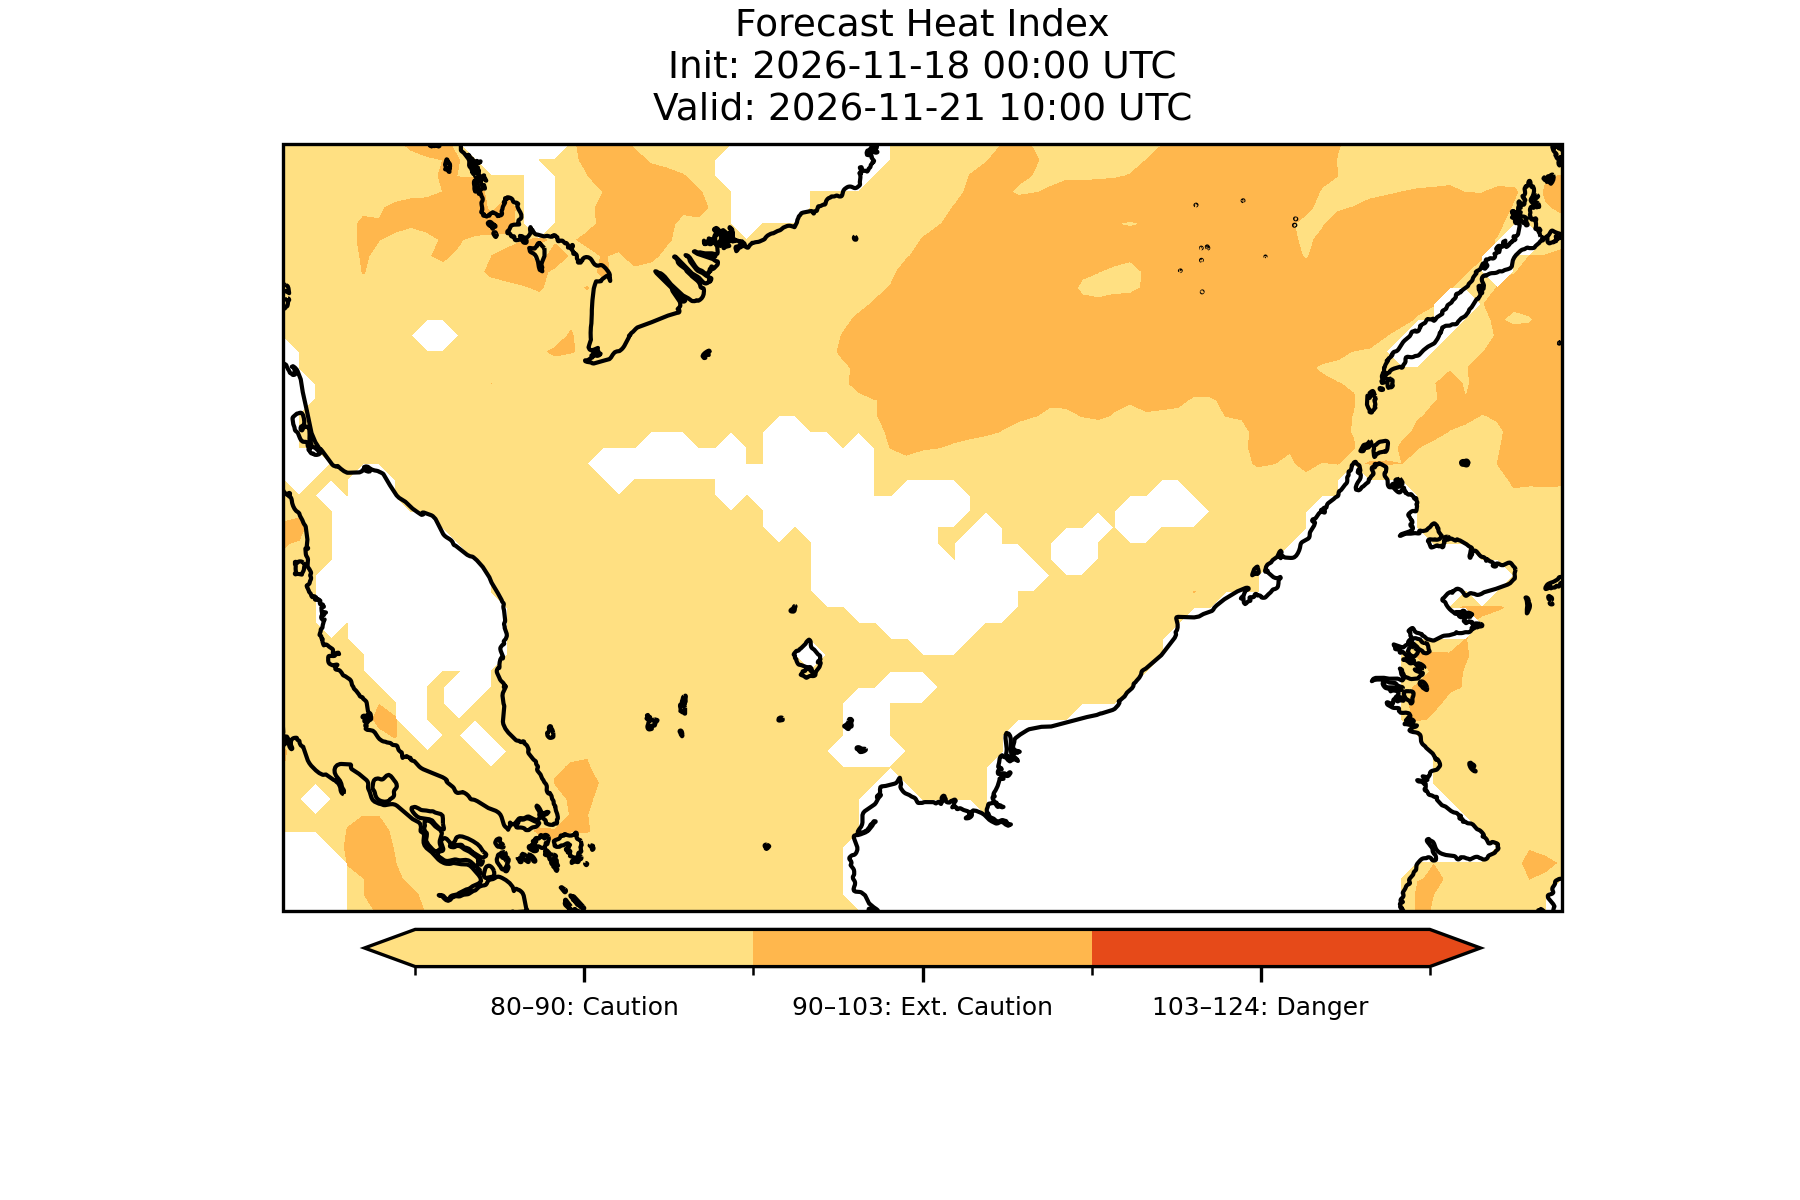 Forecast Heat Index
Init: 2026-11-18 00:00 UTC
Valid: 2026-11-21 10:00 UTC
80–90: Caution
90–103: Ext. Caution
103–124: Danger